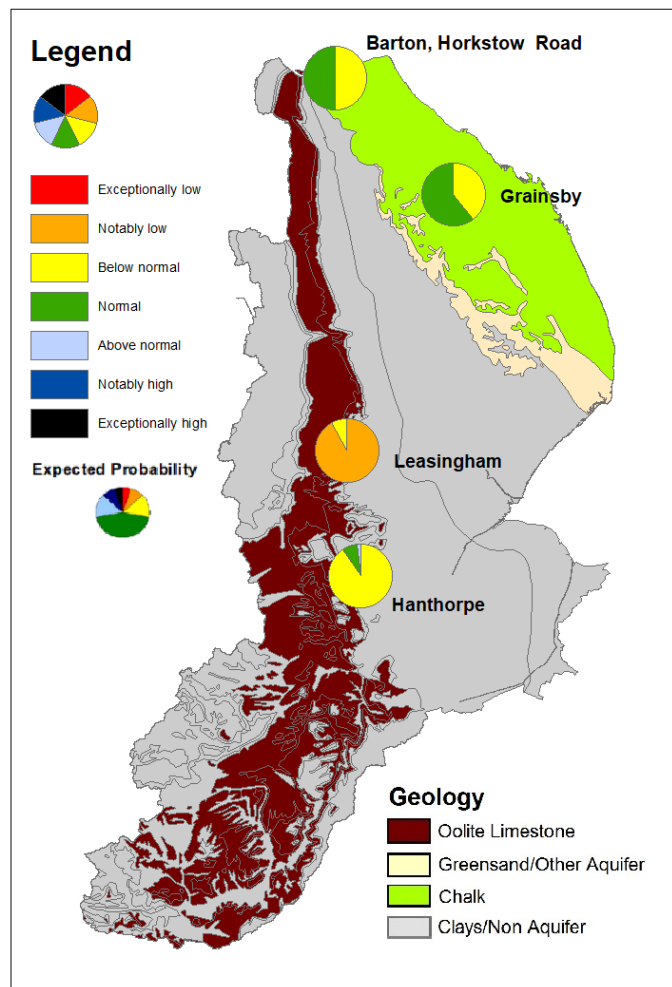 Barton, Horkstow Road
Legend
Grainsby
Exceptionally low
Notably low
Below normal
Normal
Above normal
Notably high
Exceptionally high
Expected Probability
Leasingham
Hanthorpe
Geology
Oolite Limestone
Greensand/Other Aquifer
Chalk
Clays/Non Aquifer